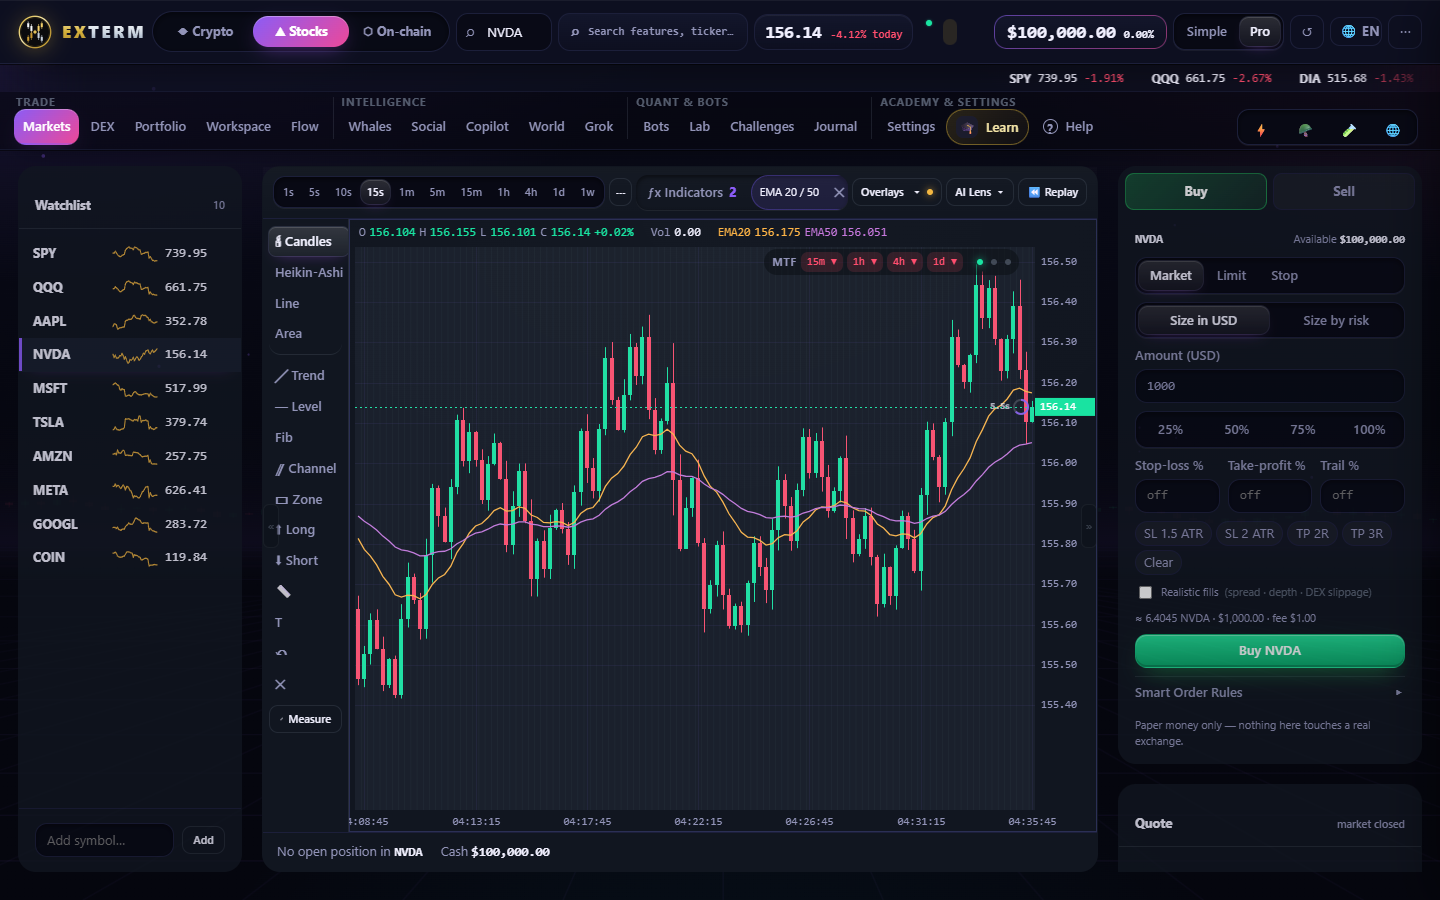 EXTERM
Crypto
Stocks
On-chain
NVDA
Search features, ticker…
156.14 -4.12% today
$100,000.00 0.00%
Simple
Pro
EN
SPY 739.95 -1.91% QQQ 661.75 -2.67% DIA 515.68 -1.43%
TRADE
Markets DEX Portfolio Workspace Flow
INTELLIGENCE
Whales Social Copilot World Grok
QUANT & BOTS
Bots Lab Challenges Journal
ACADEMY & SETTINGS
Settings Learn Help
Watchlist 10
SPY 739.95
QQQ 661.75
AAPL 352.78
NVDA 156.14
MSFT 517.99
TSLA 379.74
AMZN 257.75
META 626.41
GOOGL 283.72
COIN 119.84
Add symbol… Add
1s 5s 10s 15s 1m 5m 15m 1h 4h 1d 1w
ƒx Indicators 2
EMA 20 / 50
Overlays
AI Lens
Replay
Candles
Heikin-Ashi
Line
Area
Trend
Level
Fib
Channel
Zone
Long
Short
T
Measure
O 156.104 H 156.155 L 156.101 C 156.14 +0.02% Vol 0.00 EMA20 156.175 EMA50 156.051
MTF 15m ▼ 1h ▼ 4h ▼ 1d ▼
156.50
156.40
156.30
156.20
156.14
156.10
156.00
155.90
155.80
155.70
155.60
155.50
155.40
4:08:45 04:13:15 04:17:45 04:22:15 04:26:45 04:31:15 04:35:45
No open position in NVDA Cash $100,000.00
Buy Sell
NVDA Available $100,000.00
Market Limit Stop
Size in USD Size by risk
Amount (USD)
1000
25% 50% 75% 100%
Stop-loss % Take-profit % Trail %
off off off
SL 1.5 ATR SL 2 ATR TP 2R TP 3R
Clear
Realistic fills (spread · depth · DEX slippage)
≈ 6.4045 NVDA · $1,000.00 · fee $1.00
Buy NVDA
Smart Order Rules
Paper money only — nothing here touches a real
exchange.
Quote market closed